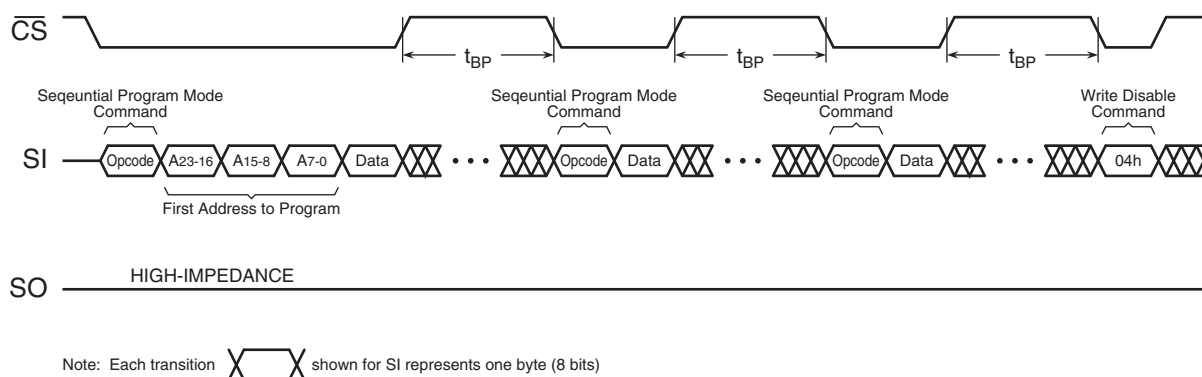 CS
tBP
tBP
tBP
Seqeuntial Program Mode
Command
Seqeuntial Program Mode
Command
Seqeuntial Program Mode
Command
Write Disable
Command
SI
Opcode
A23-16
A15-8
A7-0
Data
Opcode
Data
Opcode
Data
04h
First Address to Program
HIGH-IMPEDANCE
SO
Note: Each transition shown for SI represents one byte (8 bits)